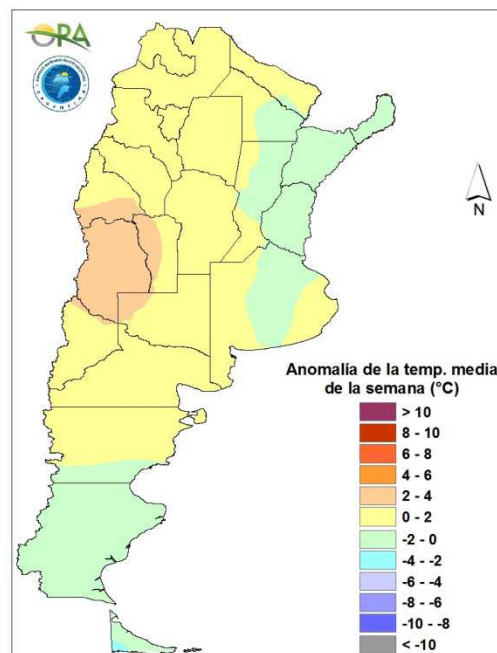 ORA
ARGENTINA
N
Anomalía de la temp. media
de la semana (°C)
> 10
8 - 10
6 - 8
4 - 6
2 - 4
0 - 2
-2 - 0
-4 - -2
-6 - -4
-8 - -6
-10 - -8
< -10